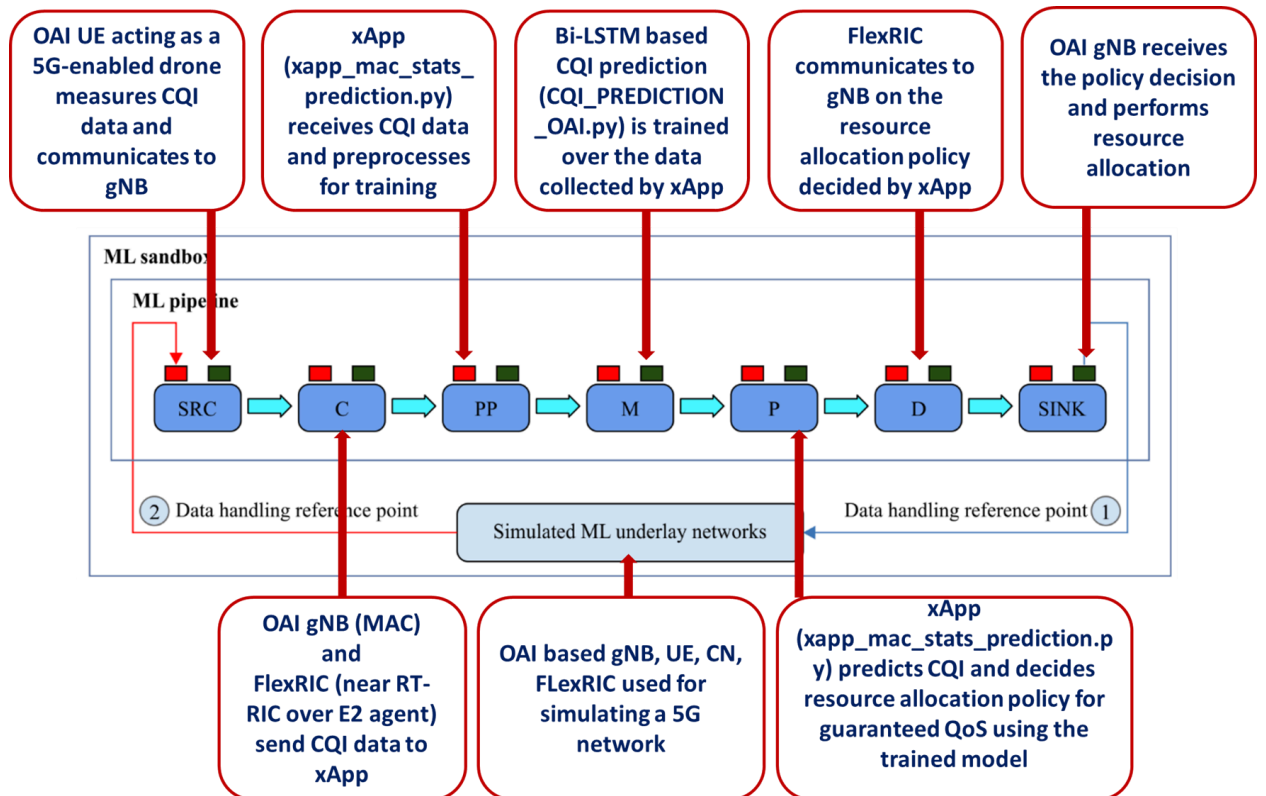 OAI UE acting as a
5G-enabled drone
measures CQI
data and
communicates to
gNB
xApp
(xapp_mac_stats_
prediction.py)
receives CQI data
and preprocesses
for training
Bi-LSTM based
CQI prediction
(CQI_PREDICTION
_OAI.py) is trained
over the data
collected by xApp
FlexRIC
communicates to
gNB on the
resource
allocation policy
decided by xApp
OAI gNB receives
the policy decision
and performs
resource
allocation
ML sandbox
ML pipeline
SRC
C
PP
M
P
D
SINK
2 Data handling reference point
Simulated ML underlay networks
Data handling reference point 1
OAI gNB (MAC)
and
FlexRIC (near RT-
RIC over E2 agent)
send CQI data to
xApp
OAI based gNB, UE, CN,
FLexRIC used for
simulating a 5G
network
xApp
(xapp_mac_stats_prediction.p
y) predicts CQI and decides
resource allocation policy for
guaranteed QoS using the
trained model